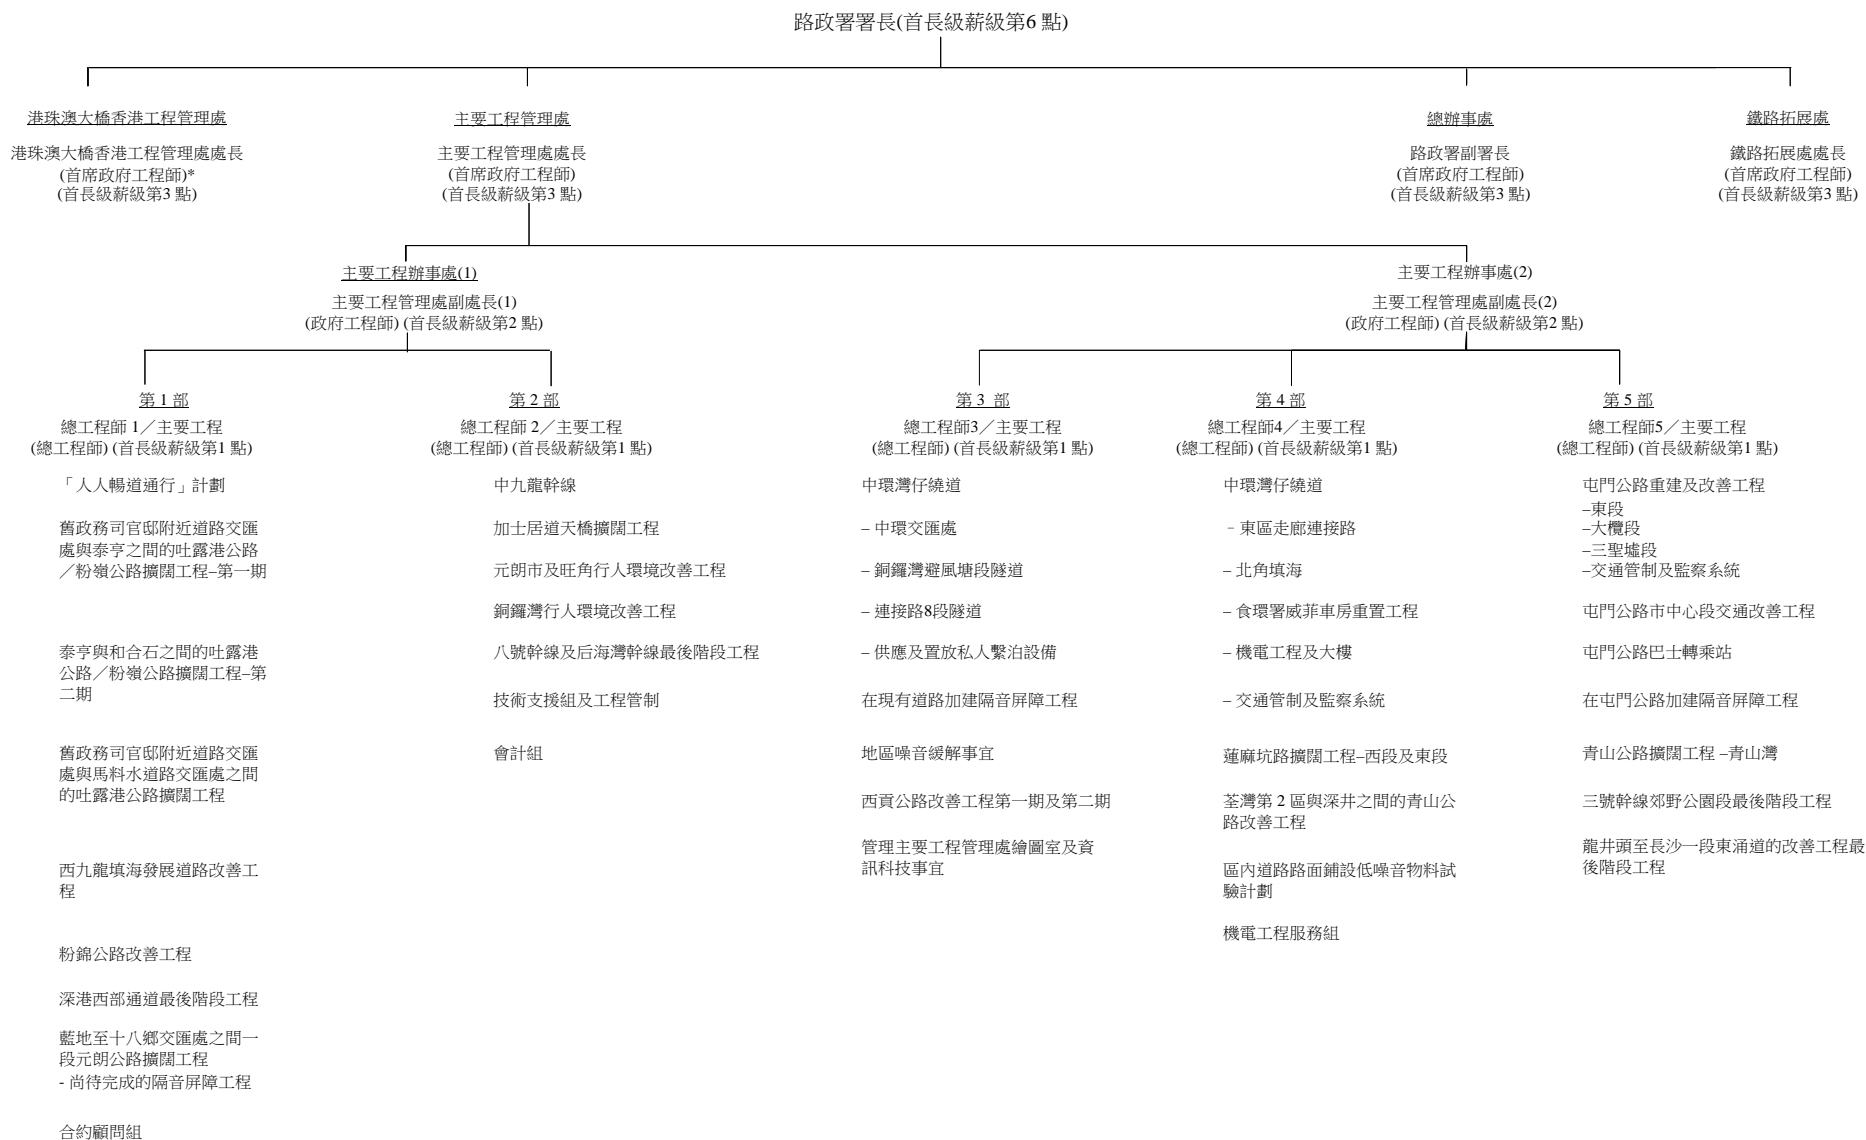 路政署署長(首長級薪級第6 點)
港珠澳大橋香港工程管理處
港珠澳大橋香港工程管理處處長
(首席政府工程師)*
(首長級薪級第3 點)
主要工程管理處
主要工程管理處處長
(首席政府工程師)
(首長級薪級第3 點)
總辦事處
路政署副署長
(首席政府工程師)
(首長級薪級第3 點)
鐵路拓展處
鐵路拓展處處長
(首席政府工程師)
(首長級薪級第3 點)
主要工程辦事處(1)
主要工程管理處副處長(1)
(政府工程師) (首長級薪級第2 點)
主要工程辦事處(2)
主要工程管理處副處長(2)
(政府工程師) (首長級薪級第2 點)
第 1 部
總工程師 1／主要工程
(總工程師) (首長級薪級第1 點)
「人人暢道通行」計劃
舊政務司官邸附近道路交匯
處與泰亨之間的吐露港公路
／粉嶺公路擴闊工程–第一期
泰亨與和合石之間的吐露港
公路／粉嶺公路擴闊工程–第
二期
舊政務司官邸附近道路交匯
處與馬料水道路交匯處之間
的吐露港公路擴闊工程
西九龍填海發展道路改善工
程
粉錦公路改善工程
深港西部通道最後階段工程
藍地至十八鄉交匯處之間一
段元朗公路擴闊工程
- 尚待完成的隔音屏障工程
合約顧問組
第 2 部
總工程師 2／主要工程
(總工程師) (首長級薪級第1 點)
中九龍幹線
加士居道天橋擴闊工程
元朗市及旺角行人環境改善工程
銅鑼灣行人環境改善工程
八號幹線及后海灣幹線最後階段工程
技術支援組及工程管制
會計組
第 3 部
總工程師3／主要工程
(總工程師) (首長級薪級第1 點)
中環灣仔繞道
– 中環交匯處
– 銅鑼灣避風塘段隧道
– 連接路8段隧道
– 供應及置放私人繫泊設備
在現有道路加建隔音屏障工程
地區噪音緩解事宜
西貢公路改善工程第一期及第二期
管理主要工程管理處繪圖室及資
訊科技事宜
第 4 部
總工程師4／主要工程
(總工程師) (首長級薪級第1 點)
中環灣仔繞道
– 東區走廊連接路
– 北角填海
– 食環署威菲車房重置工程
– 機電工程及大樓
– 交通管制及監察系統
蓮麻坑路擴闊工程–西段及東段
荃灣第 2 區與深井之間的青山公
路改善工程
區內道路路面鋪設低噪音物料試
驗計劃
機電工程服務組
第 5 部
總工程師5／主要工程
(總工程師) (首長級薪級第1 點)
屯門公路重建及改善工程
–東段
–大欖段
–三聖墟段
–交通管制及監察系統
屯門公路市中心段交通改善工程
屯門公路巴士轉乘站
在屯門公路加建隔音屏障工程
青山公路擴闊工程 –青山灣
三號幹線郊野公園段最後階段工程
龍井頭至長沙一段東涌道的改善工程最
後階段工程